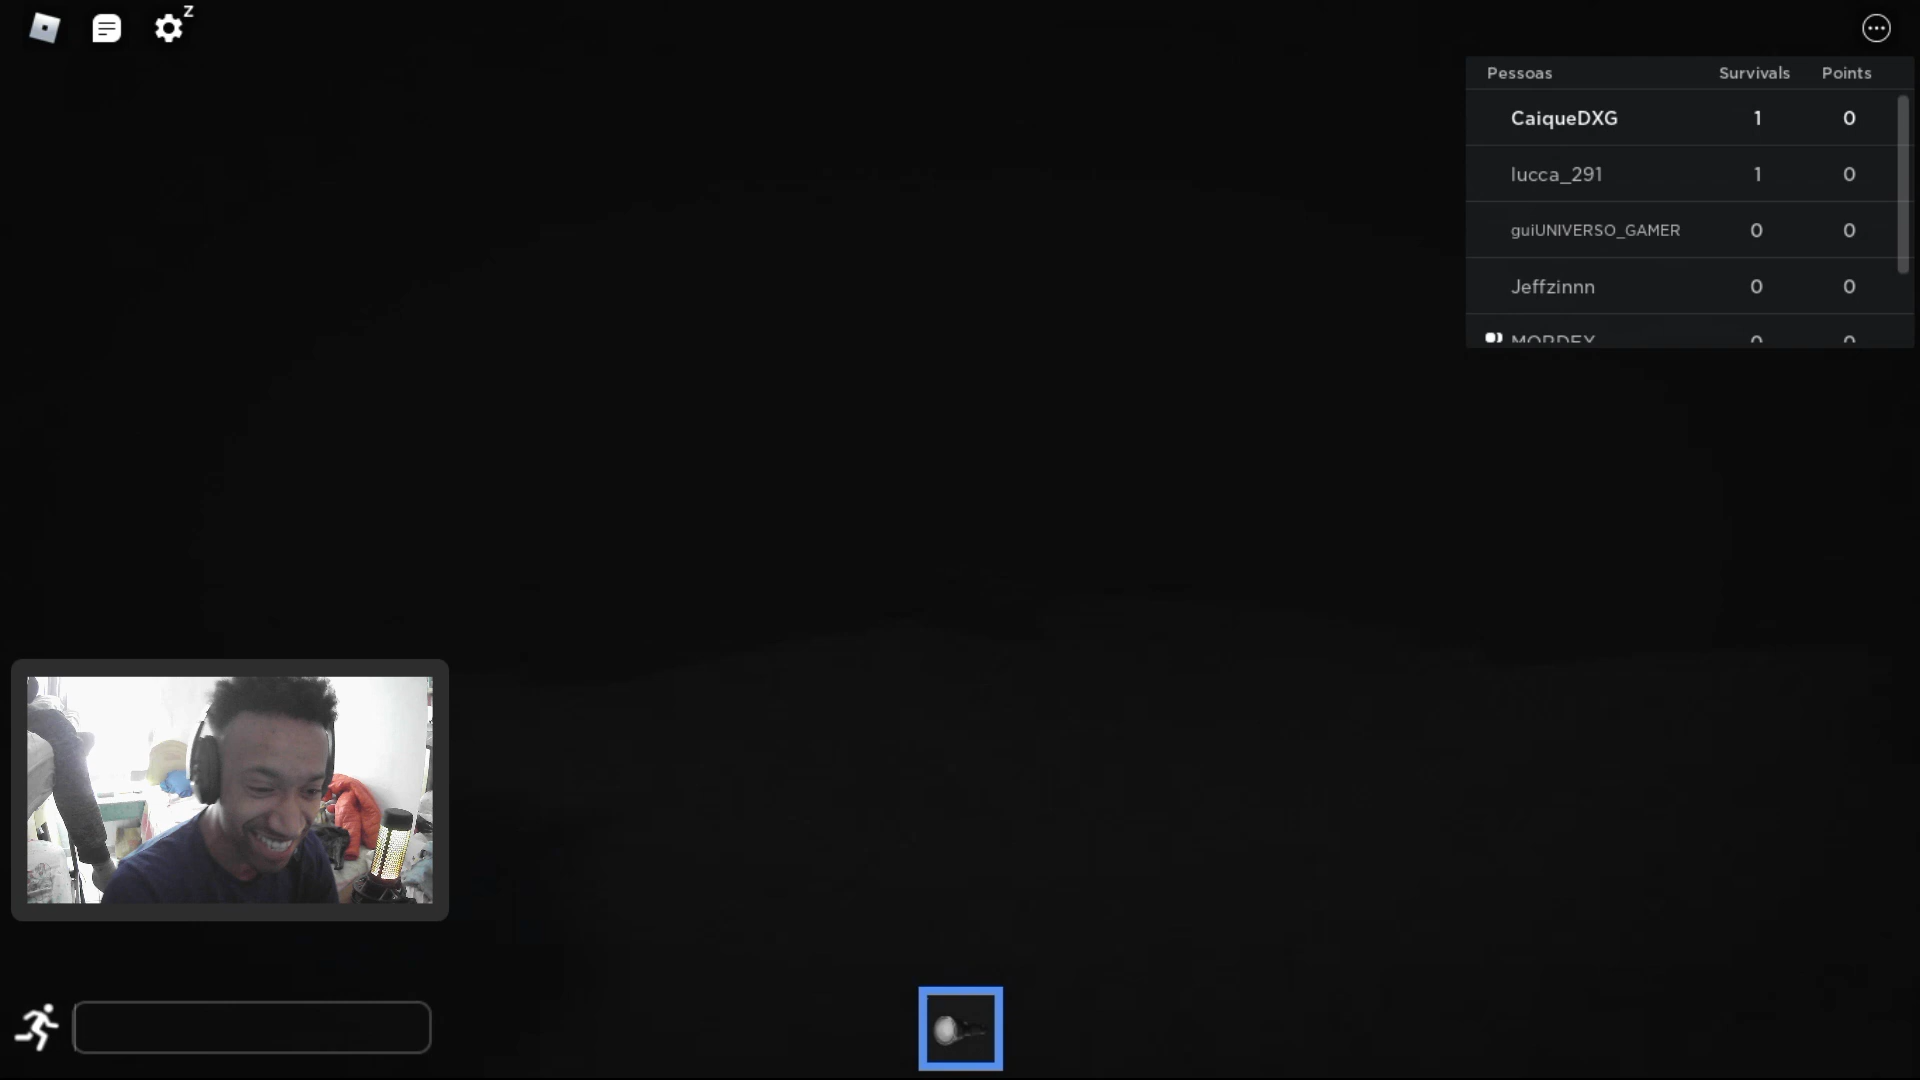 Z
Pessoas Survivals Points
CaiqueDXG 1 0
lucca_291 1 0
guiUNIVERSO_GAMER 0 0
Jeffzinnn 0 0